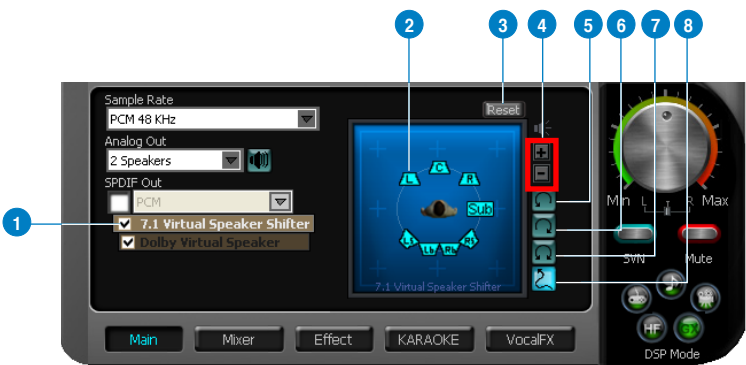 2 3 4 5 6 7 8
Sample Rate
PCM 48 KHz
Reset
Analog Out
2 Speakers
SPDIF Out
PCM
1
7.1 Virtual Speaker Shifter
Dolby Virtual Speaker
C
L R
Sub
Ls Rs
Lb Rb
7.1 Virtual Speaker Shifter
Min L R Max
SVN Mute
HF GX
DSP Mode
Main Mixer Effect KARAOKE VocalFX